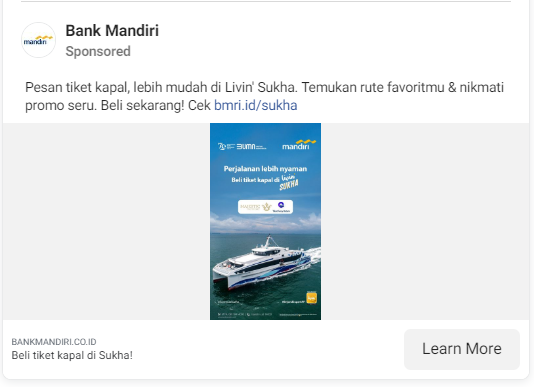 mandiri
Bank Mandiri
Sponsored
Pesan tiket kapal, lebih mudah di Livin' Sukha. Temukan rute favoritmu & nikmati
promo seru. Beli sekarang! Cek bmri.id/sukha
BUMN
mandiri
Perjalanan lebih nyaman
Beli tiket kapal di livin'
SUKHA
BANKMANDIRI.CO.ID
Beli tiket kapal di Sukha!
Learn More